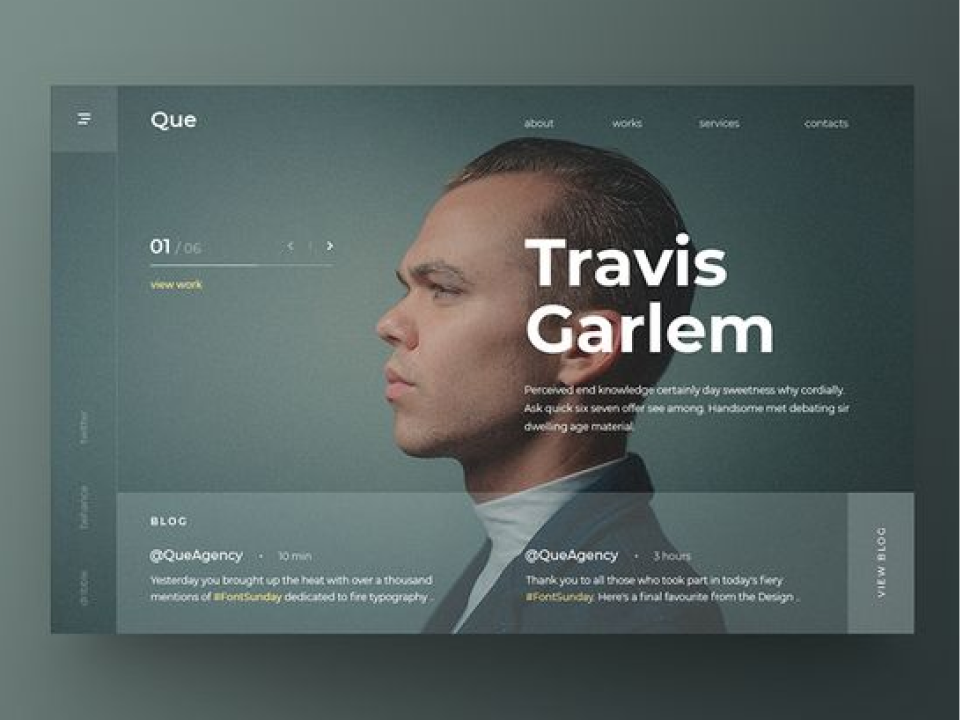 Que
about works services contacts
01 / 06
view work
Travis
Garlem
Perceived end knowledge certainly day sweetness why cordially.
Ask quick six seven offer see among. Handsome met debating sir
dwelling age material.
twitter
behance
dribble
BLOG
@QueAgency • 10 min
Yesterday you brought up the heat with over a thousand
mentions of #FontSunday dedicated to fire typography ..
@QueAgency • 3 hours
Thank you to all those who took part in today's fiery
#FontSunday. Here's a final favourite from the Design ..
VIEW BLOG